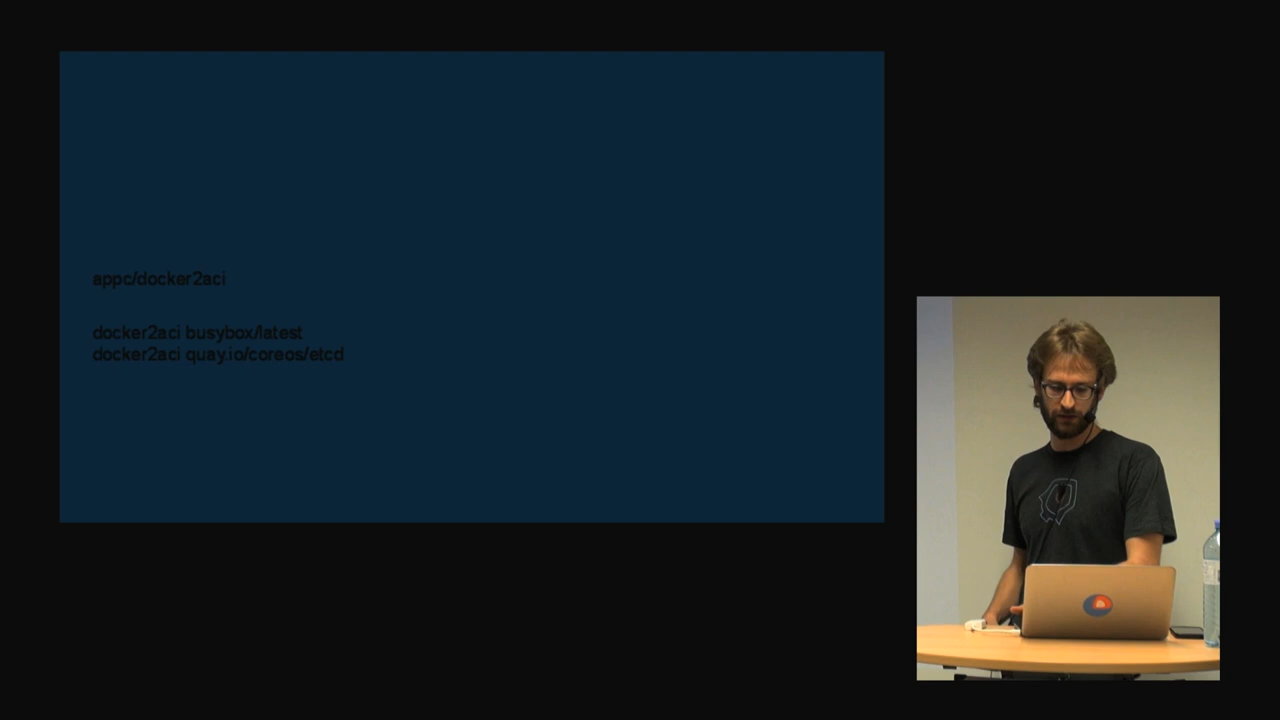 appc/docker2aci
docker2aci busybox/latest
docker2aci quay.io/coreos/etcd